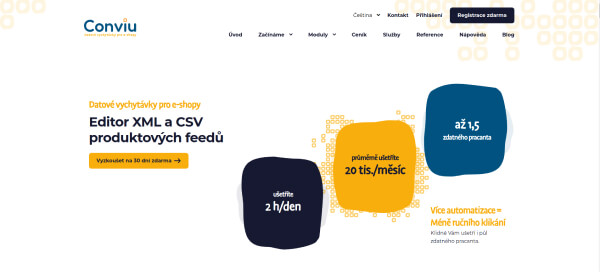 Čeština
Kontakt
Přihlášení
Registrace zdarma
Conviu
Úvod
Začínáme
Moduly
Ceník
Služby
Reference
Nápověda
Blog
Datové vychytávky pro e-shopy
Editor XML a CSV
produktových feedů
Vyzkoušet na 30 dní zdarma →
ušetříte
2 h/den
průměrně ušetříte
20 tis./měsíc
až 1,5
zdatného pracanta
Více automatizace =
Méně ručního klikání
Klidně Vám ušetří i půl
zdatného pracanta.